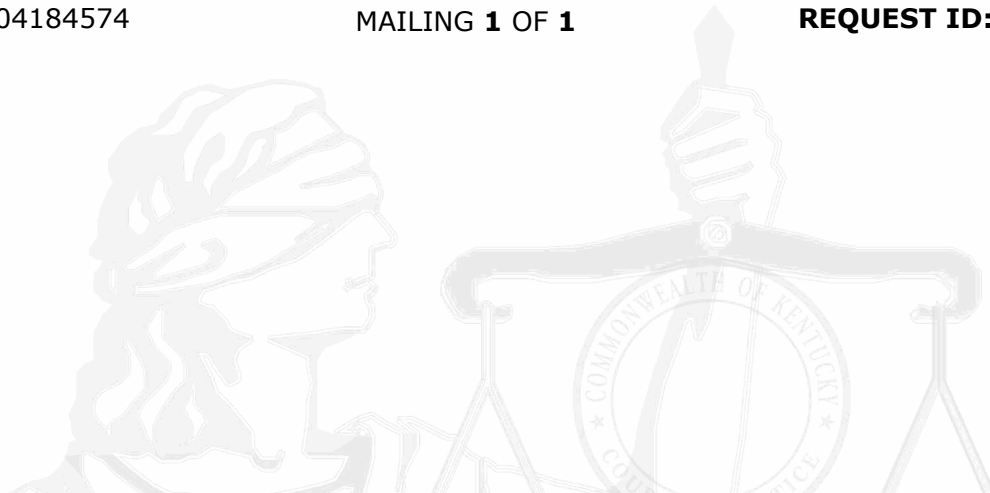 04184574 MAILING 1 OF 1 REQUEST ID:
COMMONWEALTH OF KENTUCKY